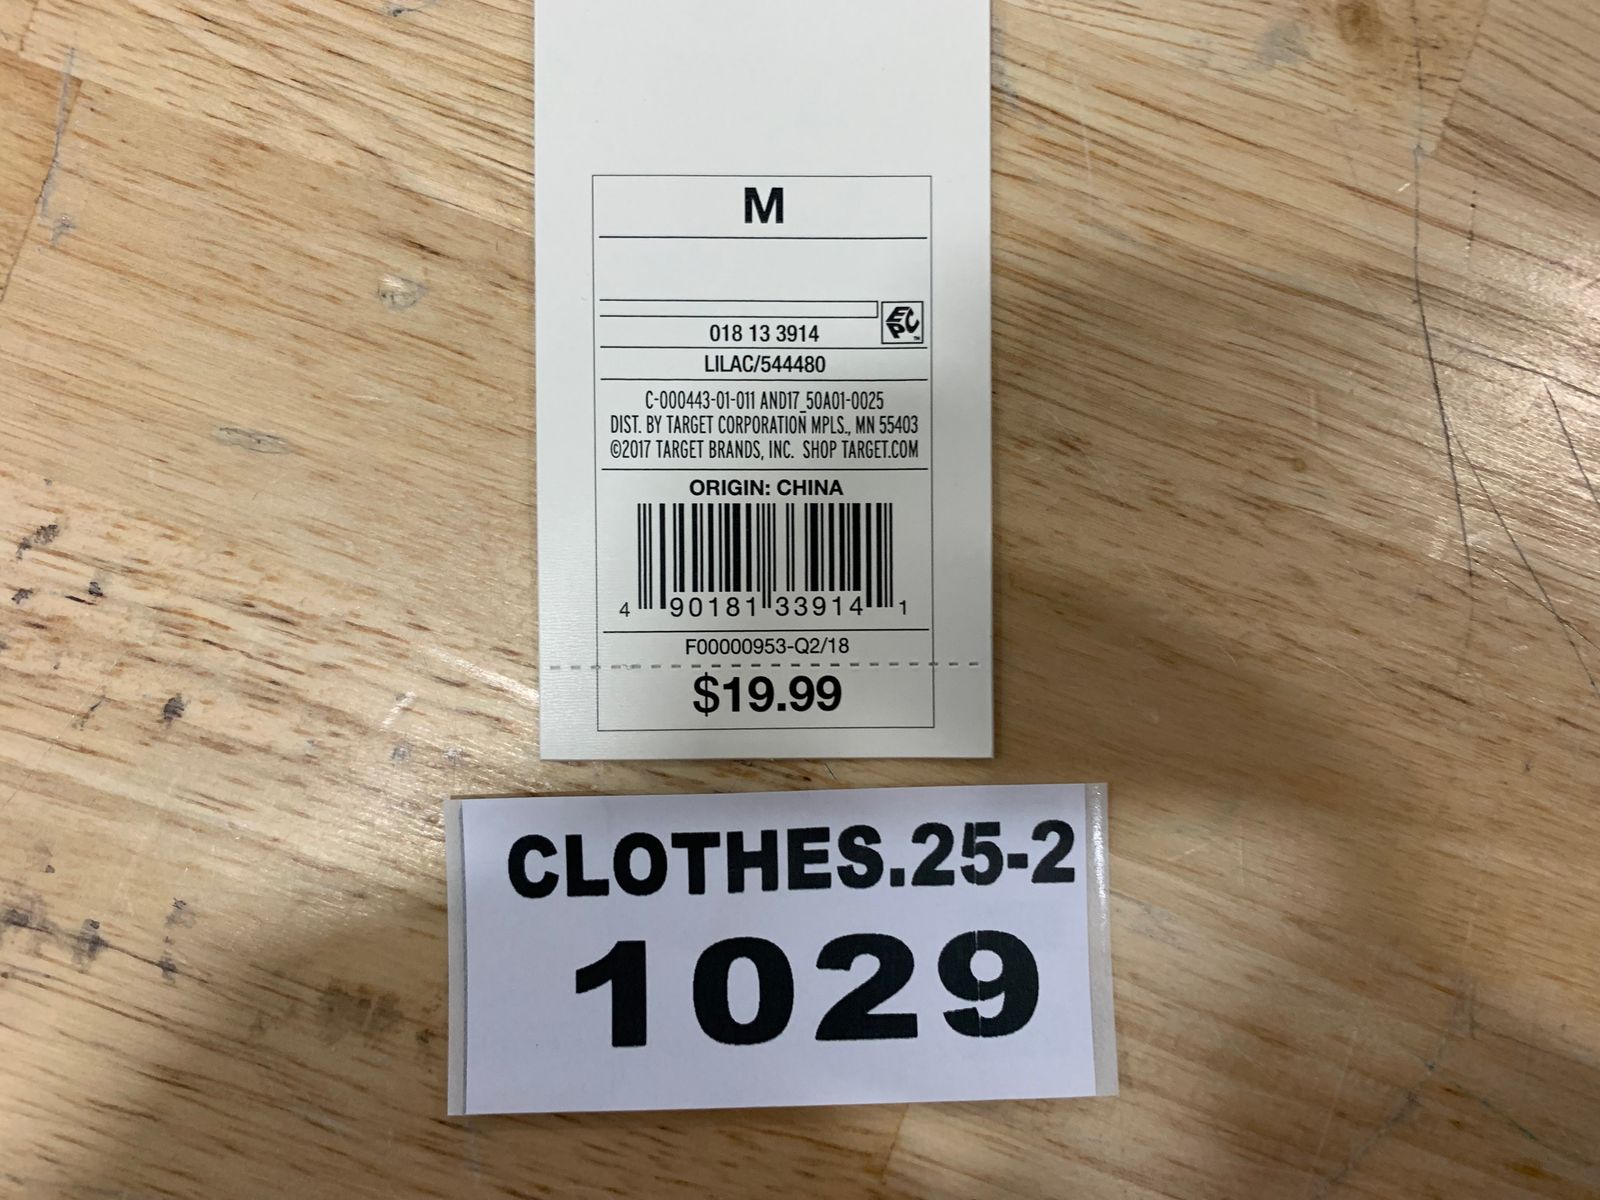 M
EPC™
018 13 3914
LILAC/544480
C-000443-01-011 AND17_50A01-0025
DIST. BY TARGET CORPORATION MPLS., MN 55403
©2017 TARGET BRANDS, INC. SHOP TARGET.COM
ORIGIN: CHINA
4 90181 33914 1
F00000953-Q2/18
$19.99
CLOTHES.25-2
1029